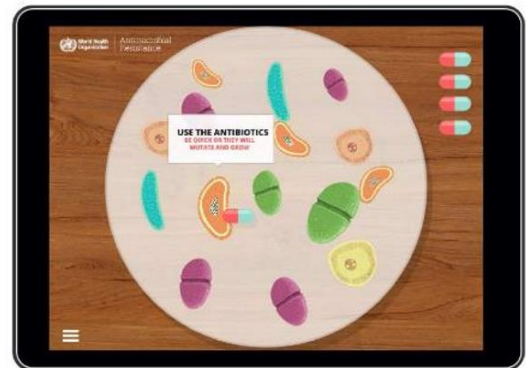 World Health
Organization
Antimicrobial
Resistance
USE THE ANTIBIOTICS
BE QUICK OR THEY WILL
MUTATE AND GROW